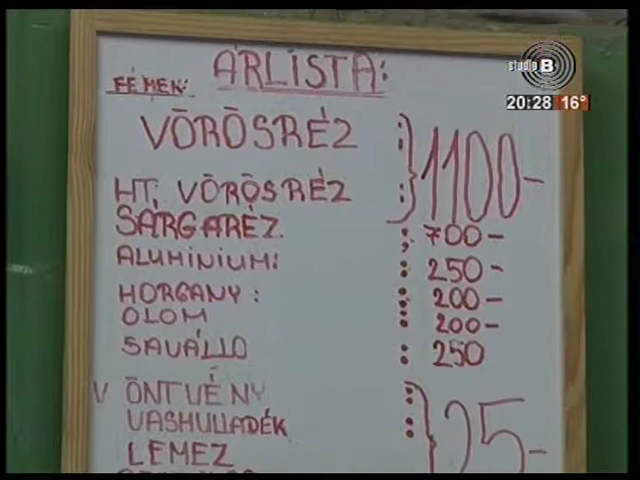 ÁRLISTA:
FÉMEK:
VÖRÖSRÉZ
HT. VÖRÖSRÉZ
1100-
SÁRGARÉZ. : 700-
ALUMINIUM: : 250-
HORGANY: : 200-
ÓLOM : 200-
SAVÁLLÓ : 250
V ÖNTVÉNY
VASHULLADÉK
LEMEZ
25-
studio B
20:28 16°